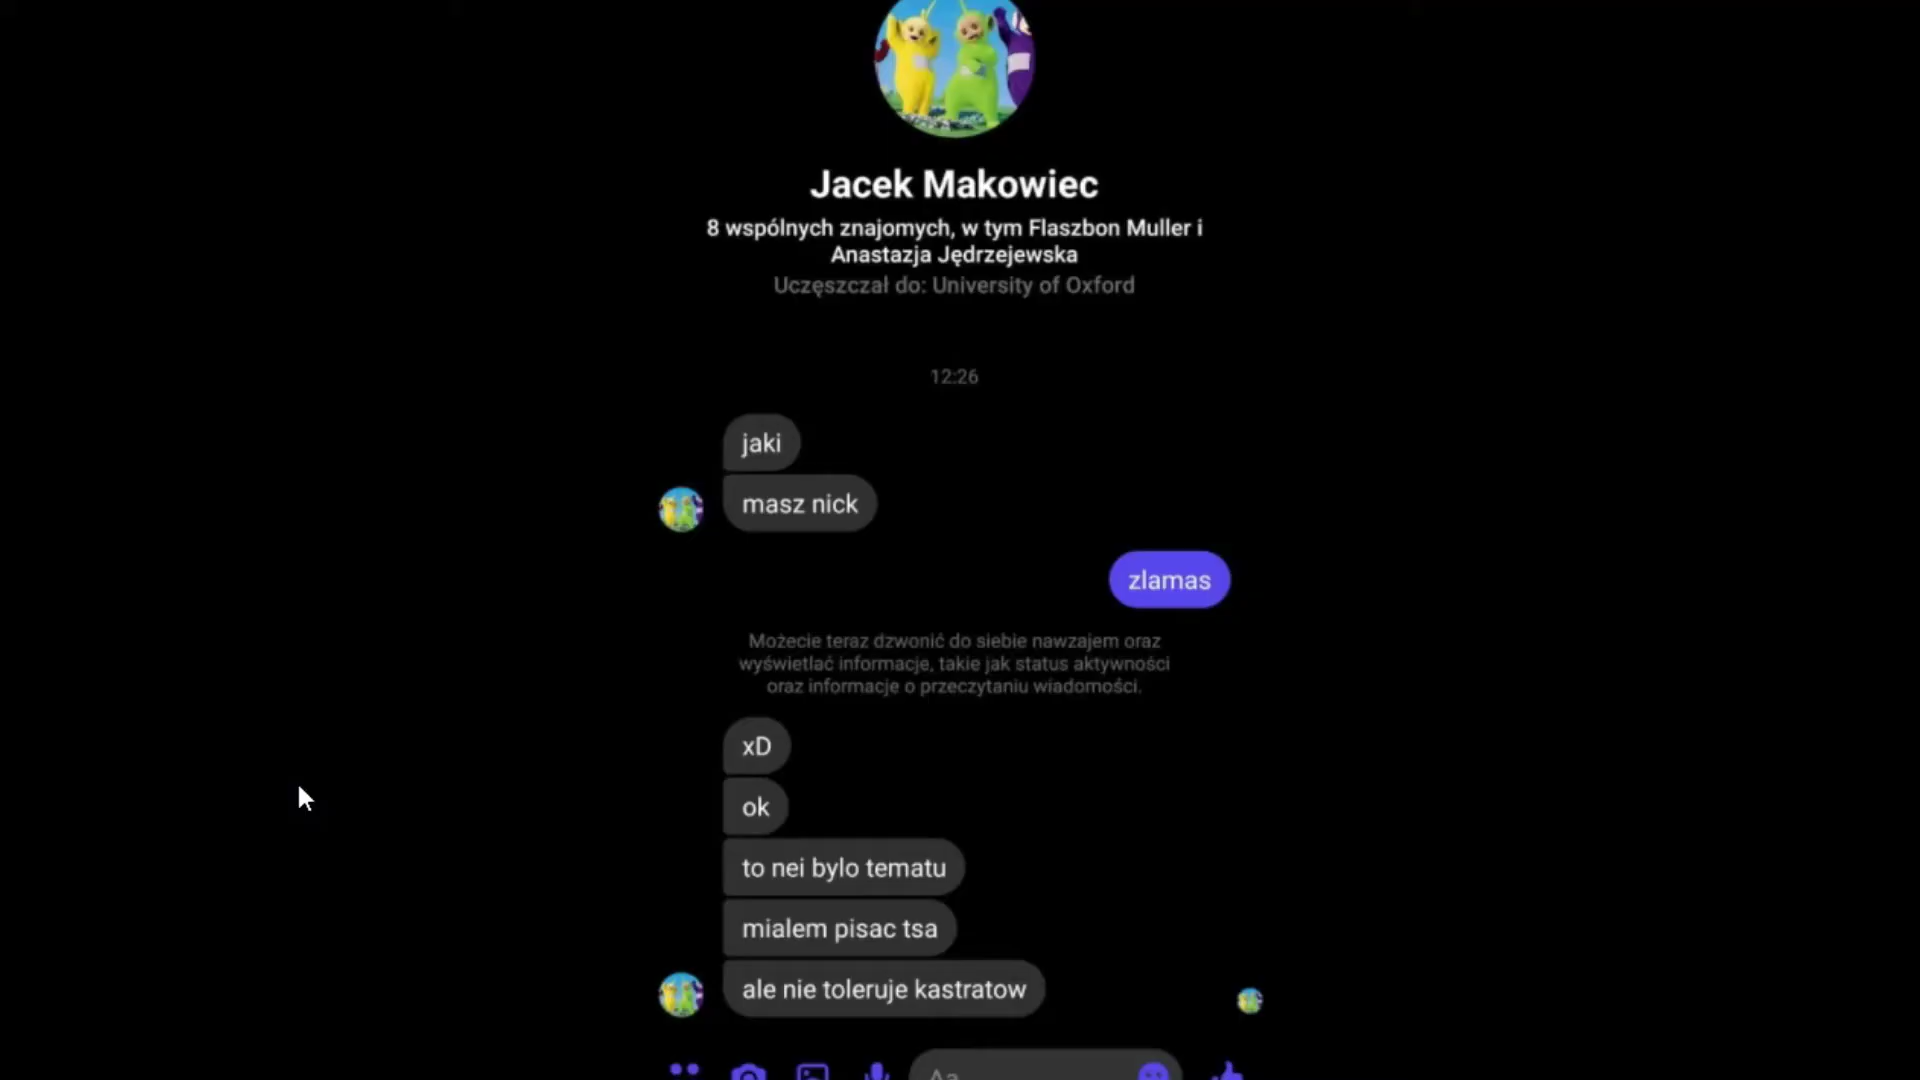 Jacek Makowiec
8 wspólnych znajomych, w tym Flaszbon Muller i
Anastazja Jędrzejewska
Uczęszczał do: University of Oxford
12:26
jaki
masz nick
zlamas
Możecie teraz dzwonić do siebie nawzajem oraz
wyświetlać informacje, takie jak status aktywności
oraz informacje o przeczytaniu wiadomości.
xD
ok
to nei bylo tematu
mialem pisac tsa
ale nie toleruje kastratow
Aa